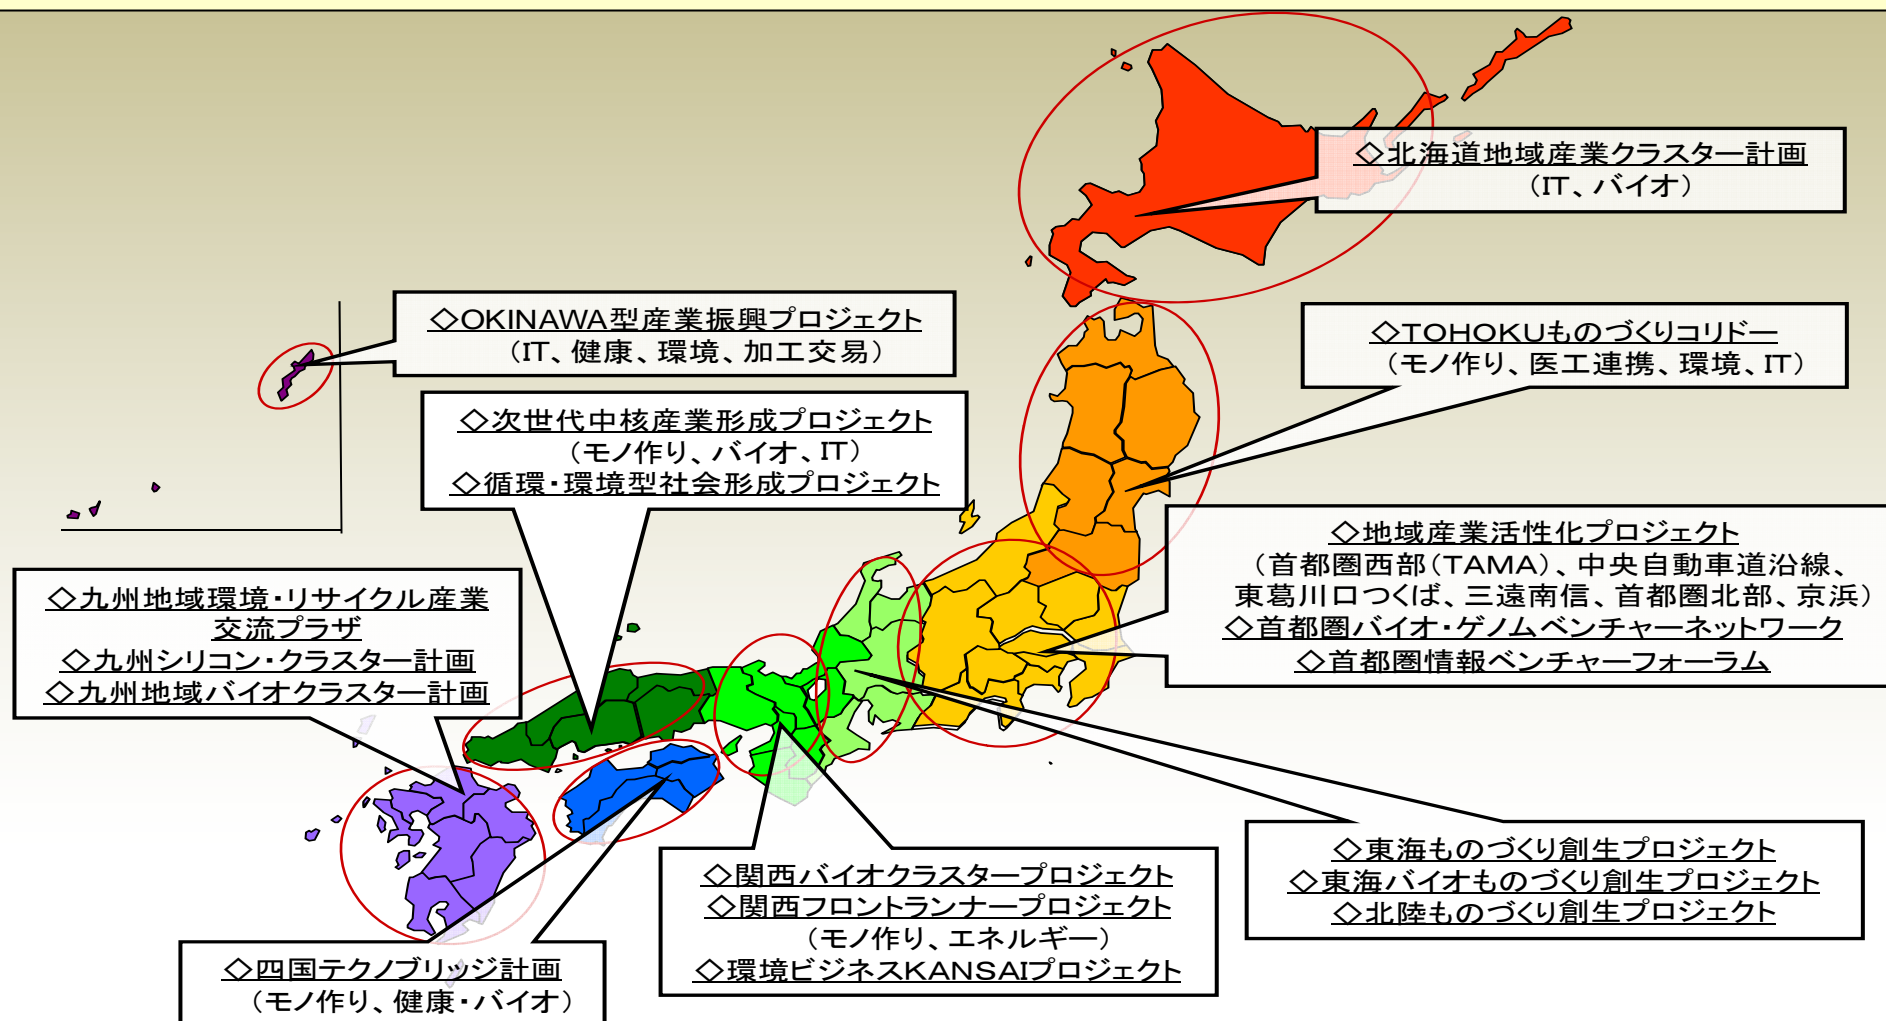 ◇北海道地域産業クラスター計画
（IT、バイオ）
◇OKINAWA型産業振興プロジェクト
（IT、健康、環境、加工交易）
◇TOHOKUものづくりコリドー
（モノ作り、医工連携、環境、IT）
◇次世代中核産業形成プロジェクト
（モノ作り、バイオ、IT）
◇循環・環境型社会形成プロジェクト
◇地域産業活性化プロジェクト
（首都圏西部（TAMA）、中央自動車道沿線、
東葛川口つくば、三遠南信、首都圏北部、京浜）
◇首都圏バイオ・ゲノムベンチャーネットワーク
◇首都圏情報ベンチャーフォーラム
◇九州地域環境・リサイクル産業
交流プラザ
◇九州シリコン・クラスター計画
◇九州地域バイオクラスター計画
◇東海ものづくり創生プロジェクト
◇東海バイオものづくり創生プロジェクト
◇北陸ものづくり創生プロジェクト
◇関西バイオクラスタープロジェクト
◇関西フロントランナープロジェクト
（モノ作り、エネルギー）
◇環境ビジネスKANSAIプロジェクト
◇四国テクノブリッジ計画
（モノ作り、健康・バイオ）